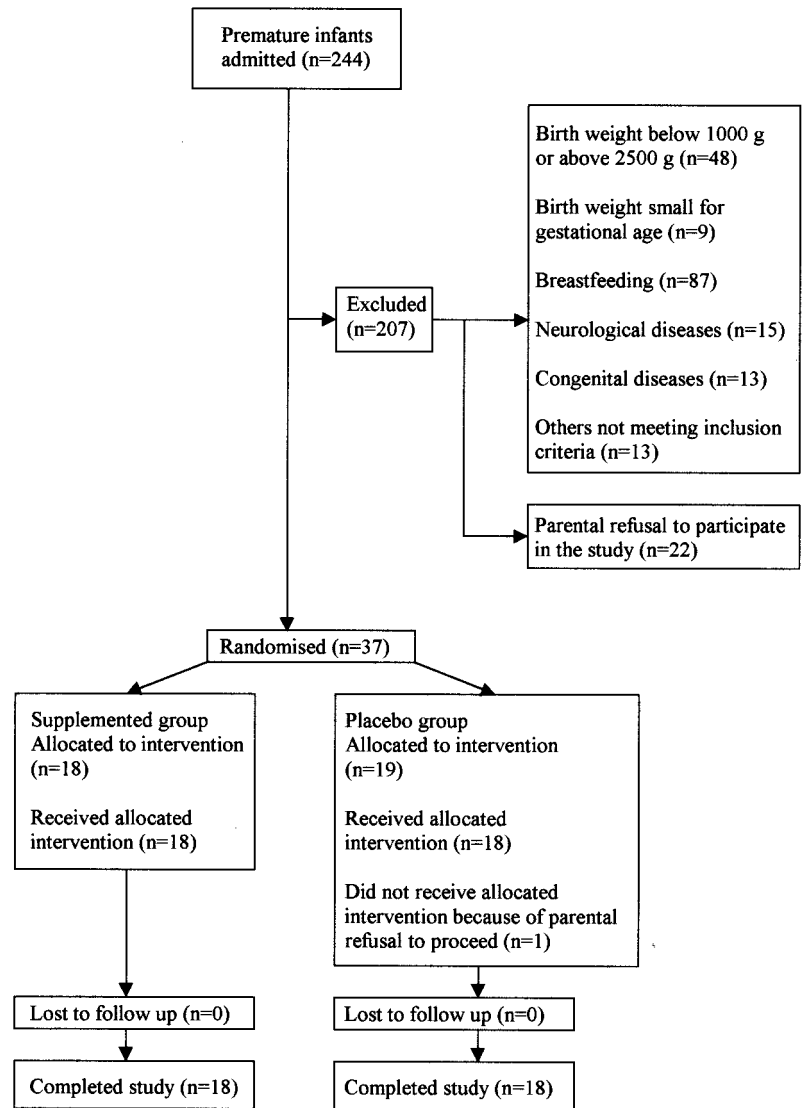 Premature infants
admitted (n=244)
Birth weight below 1000 g
or above 2500 g (n=48)
Birth weight small for
gestational age (n=9)
Breastfeeding (n=87)
Neurological diseases (n=15)
Congenital diseases (n=13)
Others not meeting inclusion
criteria (n=13)
Excluded
(n=207)
Parental refusal to participate
in the study (n=22)
Randomised (n=37)
Supplemented group
Allocated to intervention
(n=18)
Received allocated
intervention (n=18)
Placebo group
Allocated to intervention
(n=19)
Received allocated
intervention (n=18)
Did not receive allocated
intervention because of parental
refusal to proceed (n=1)
Lost to follow up (n=0)
Lost to follow up (n=0)
Completed study (n=18)
Completed study (n=18)